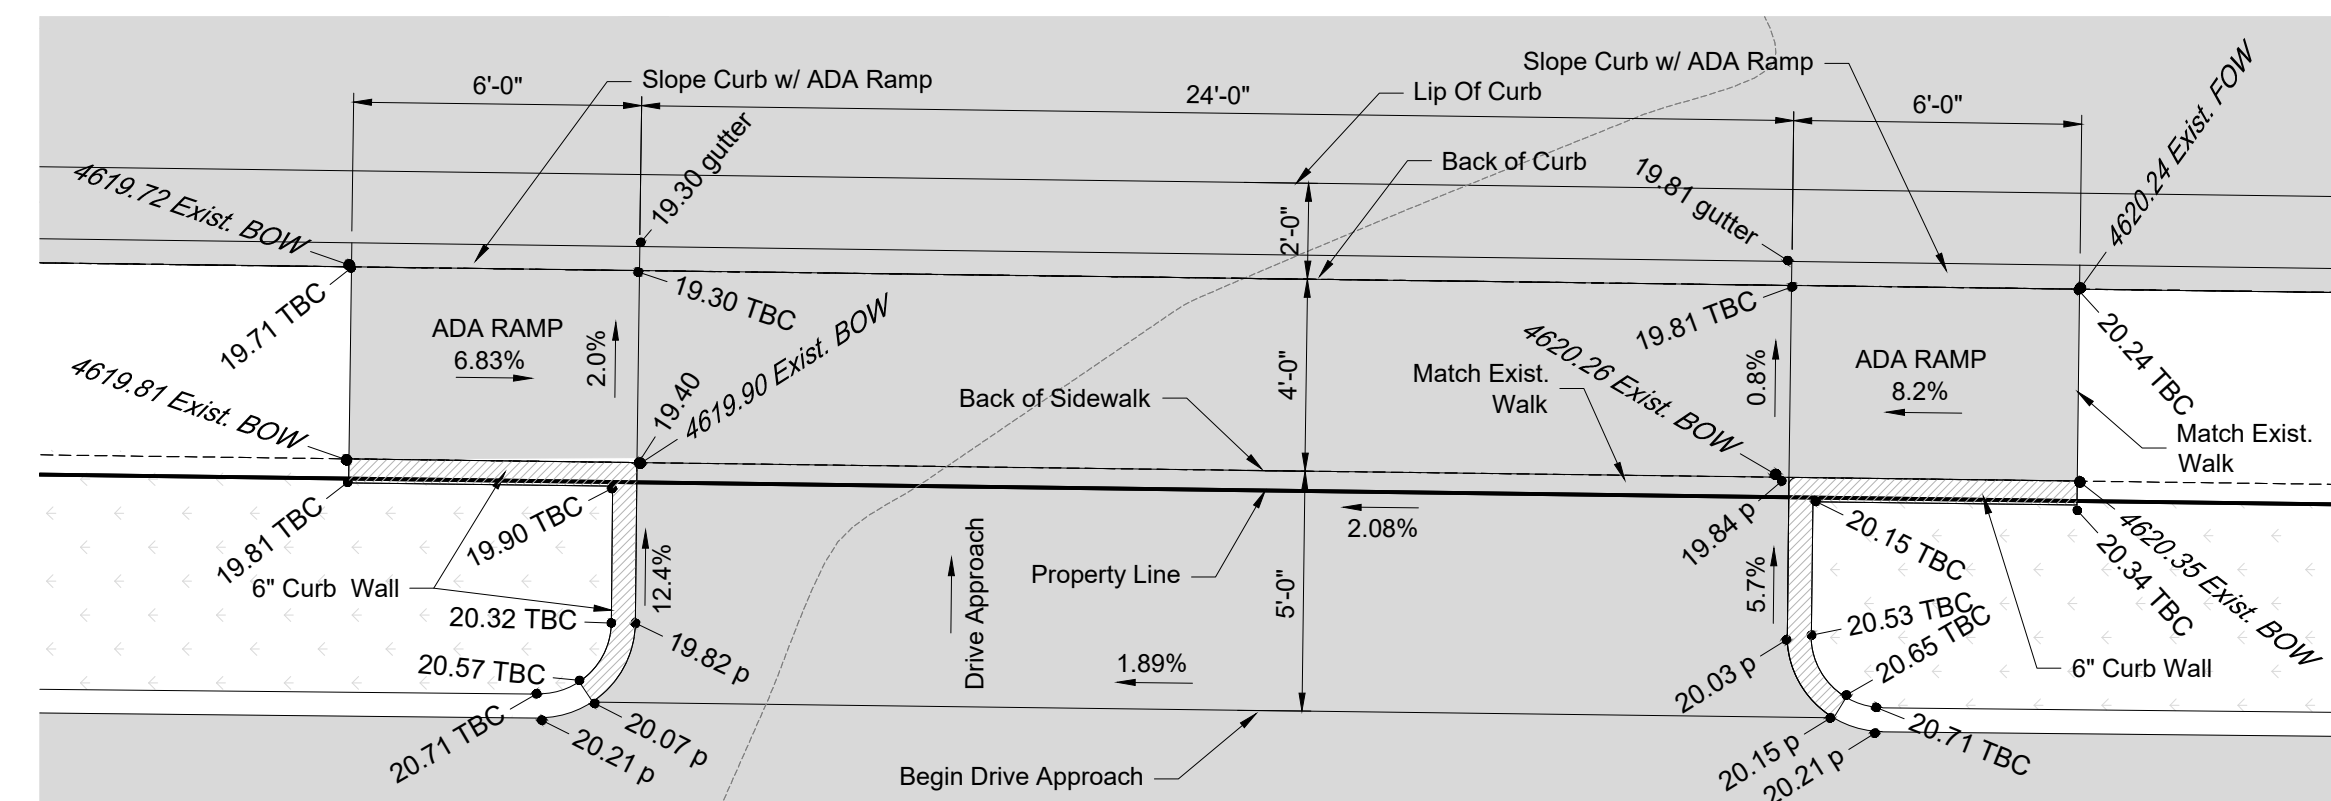 Slope Curb w/ ADA Ramp
6'-0"
Slope Curb w/ ADA Ramp
Lip Of Curb
24'-0"
6'-0"
4620.24 Exist. FOW
19.30 gutter
Back of Curb
19.81 gutter
4619.72 Exist. BOW
2'-0"
19.71 TBC
19.30 TBC
19.81 TBC
20.24 TBC
ADA RAMP
6.83%
2.0%
4619.90 Exist. BOW
19.40
4619.81 Exist. BOW
4'-0"
Back of Sidewalk
Match Exist.
Walk
4620.26 Exist. BOW
0.8%
ADA RAMP
8.2%
Match Exist.
Walk
19.81 TBC
19.90 TBC
2.08%
19.84 p
20.15 TBC
20.34 TBC
4620.35 Exist. BOW
6" Curb Wall
12.4%
Drive Approach
Property Line
5'-0"
5.7%
20.32 TBC
19.82 p
20.53 TBC
20.65 TBC
20.57 TBC
1.89%
20.03 p
6" Curb Wall
20.71 TBC
20.21 p
20.07 p
Begin Drive Approach
20.15 p
20.21 p
20.71 TBC